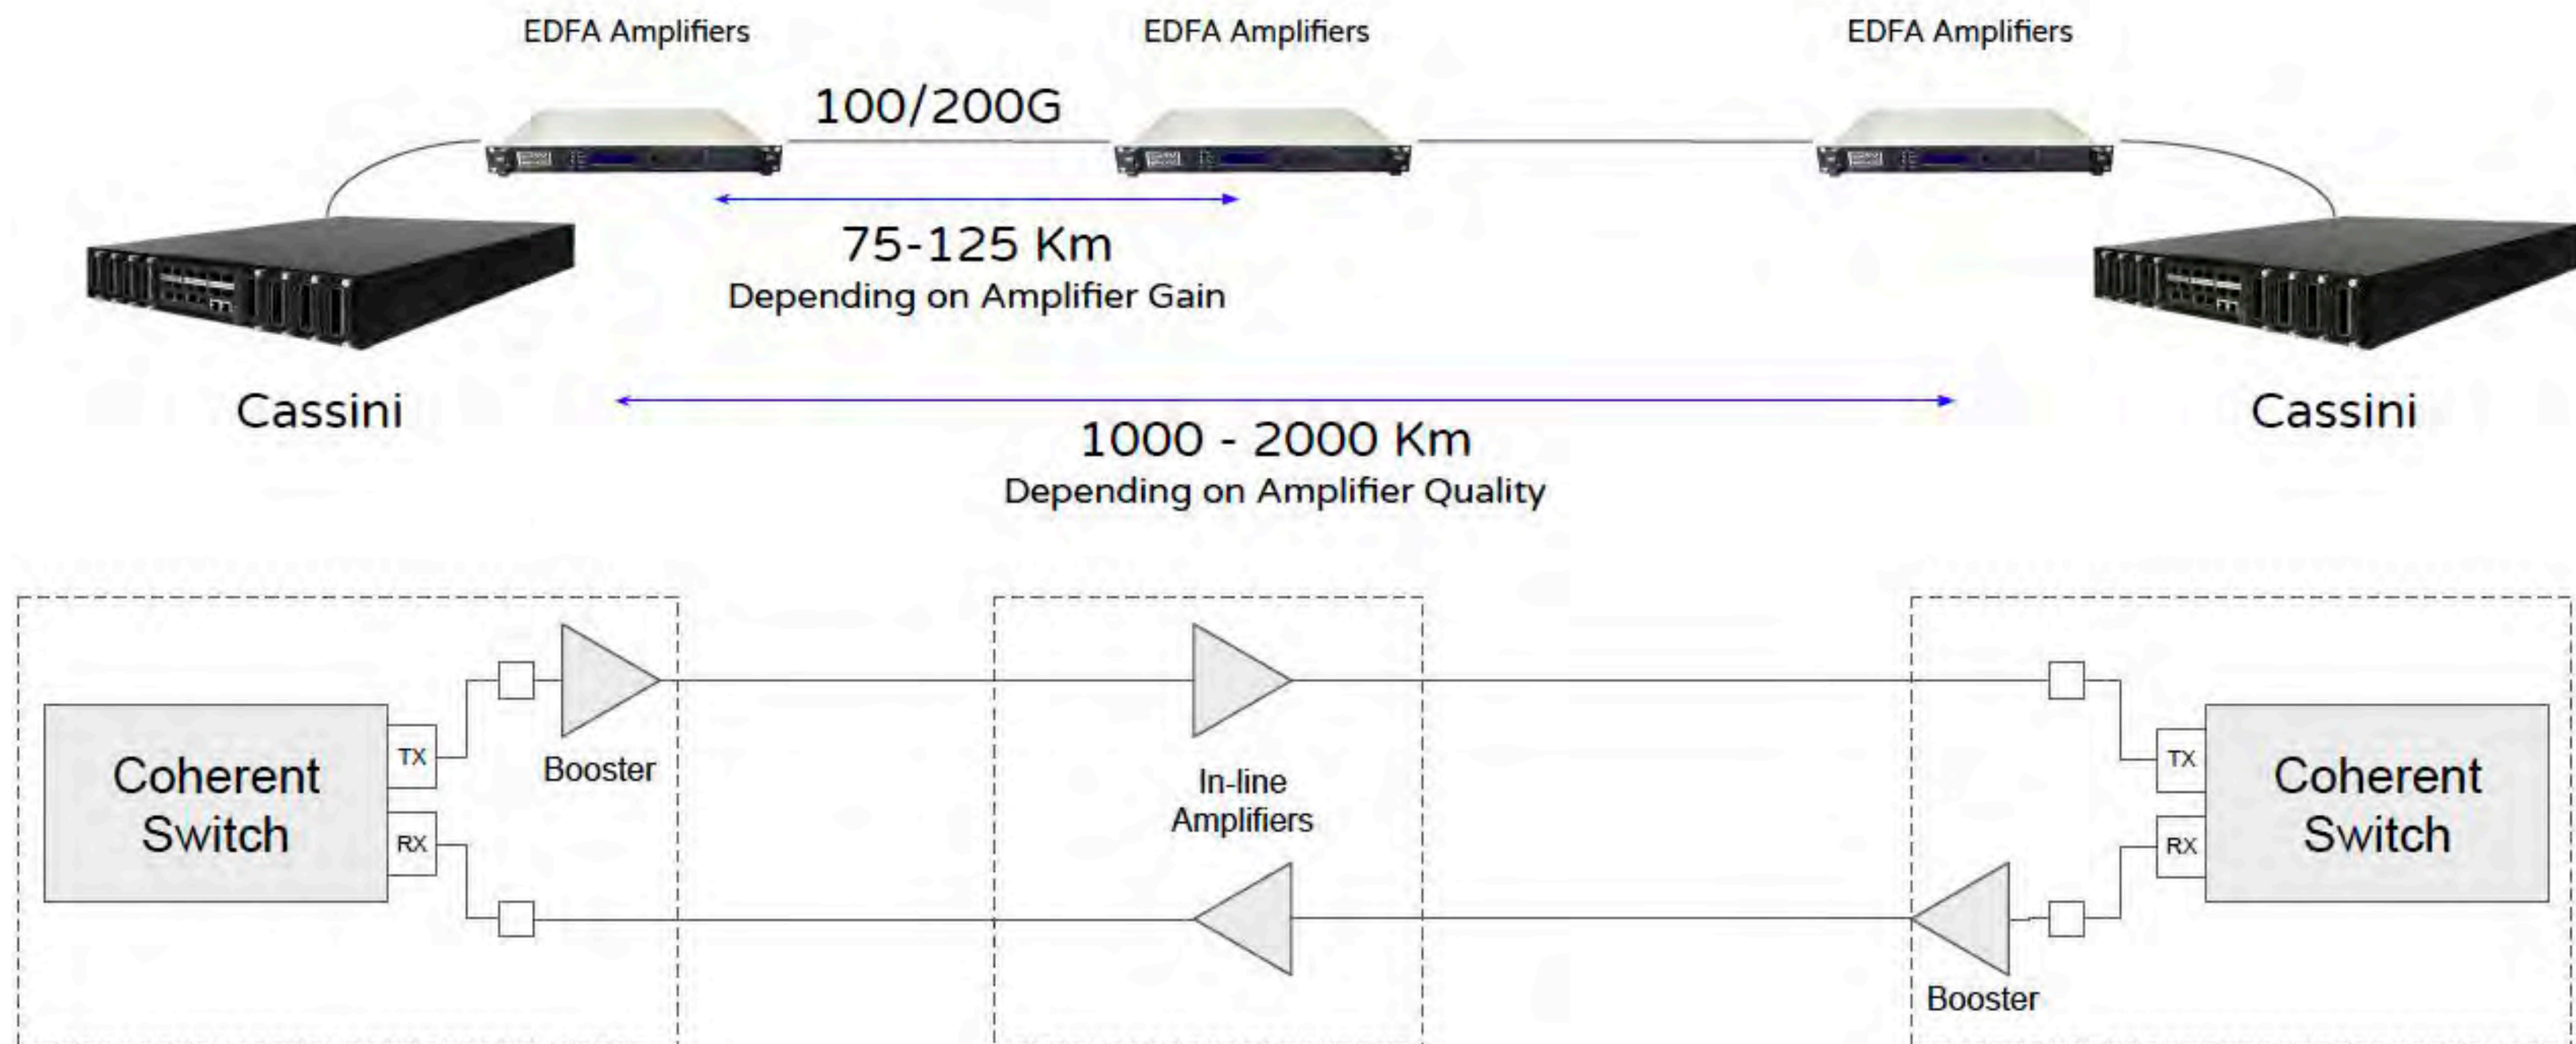 EDFA Amplifiers
EDFA Amplifiers
EDFA Amplifiers
100/200G
75-125 Km
Depending on Amplifier Gain
Cassini
Cassini
1000 - 2000 Km
Depending on Amplifier Quality
Coherent
Switch
TX
RX
Booster
In-line
Amplifiers
TX
RX
Coherent
Switch
Booster